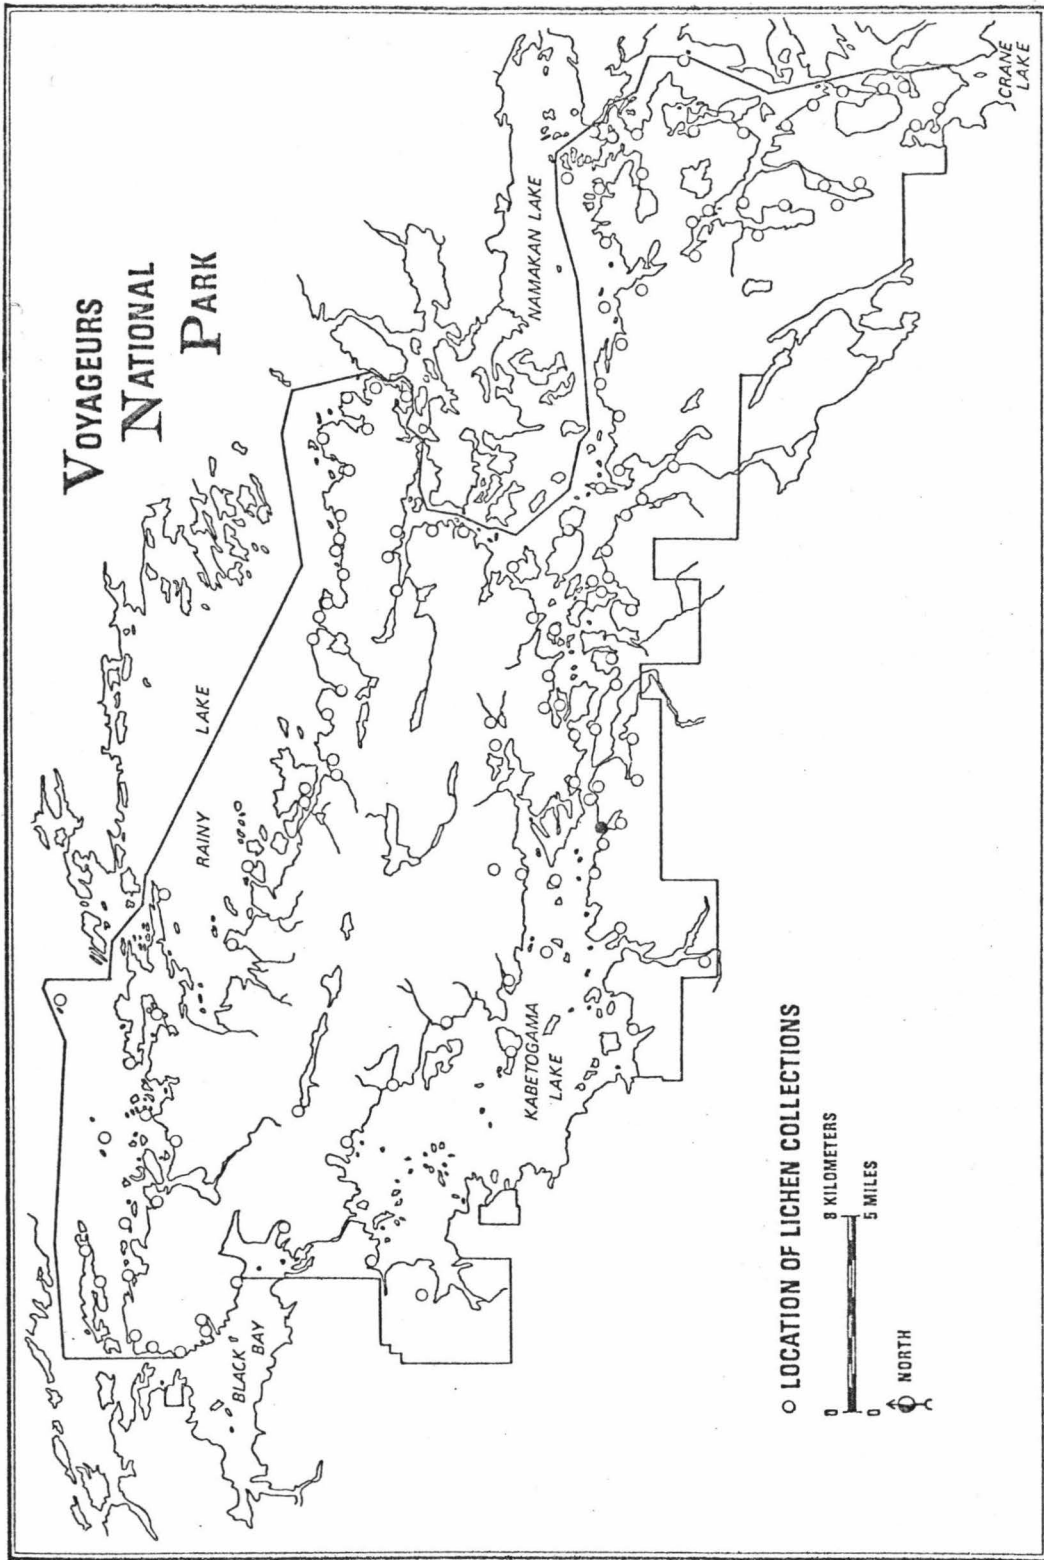 VOYAGEURS
NATIONAL
PARK
RAINY LAKE
NAMAKAN LAKE
CRANE
LAKE
KABETOGAMA
LAKE
BLACK
BAY
○ LOCATION OF LICHEN COLLECTIONS
0 8 KILOMETERS
0 5 MILES
NORTH